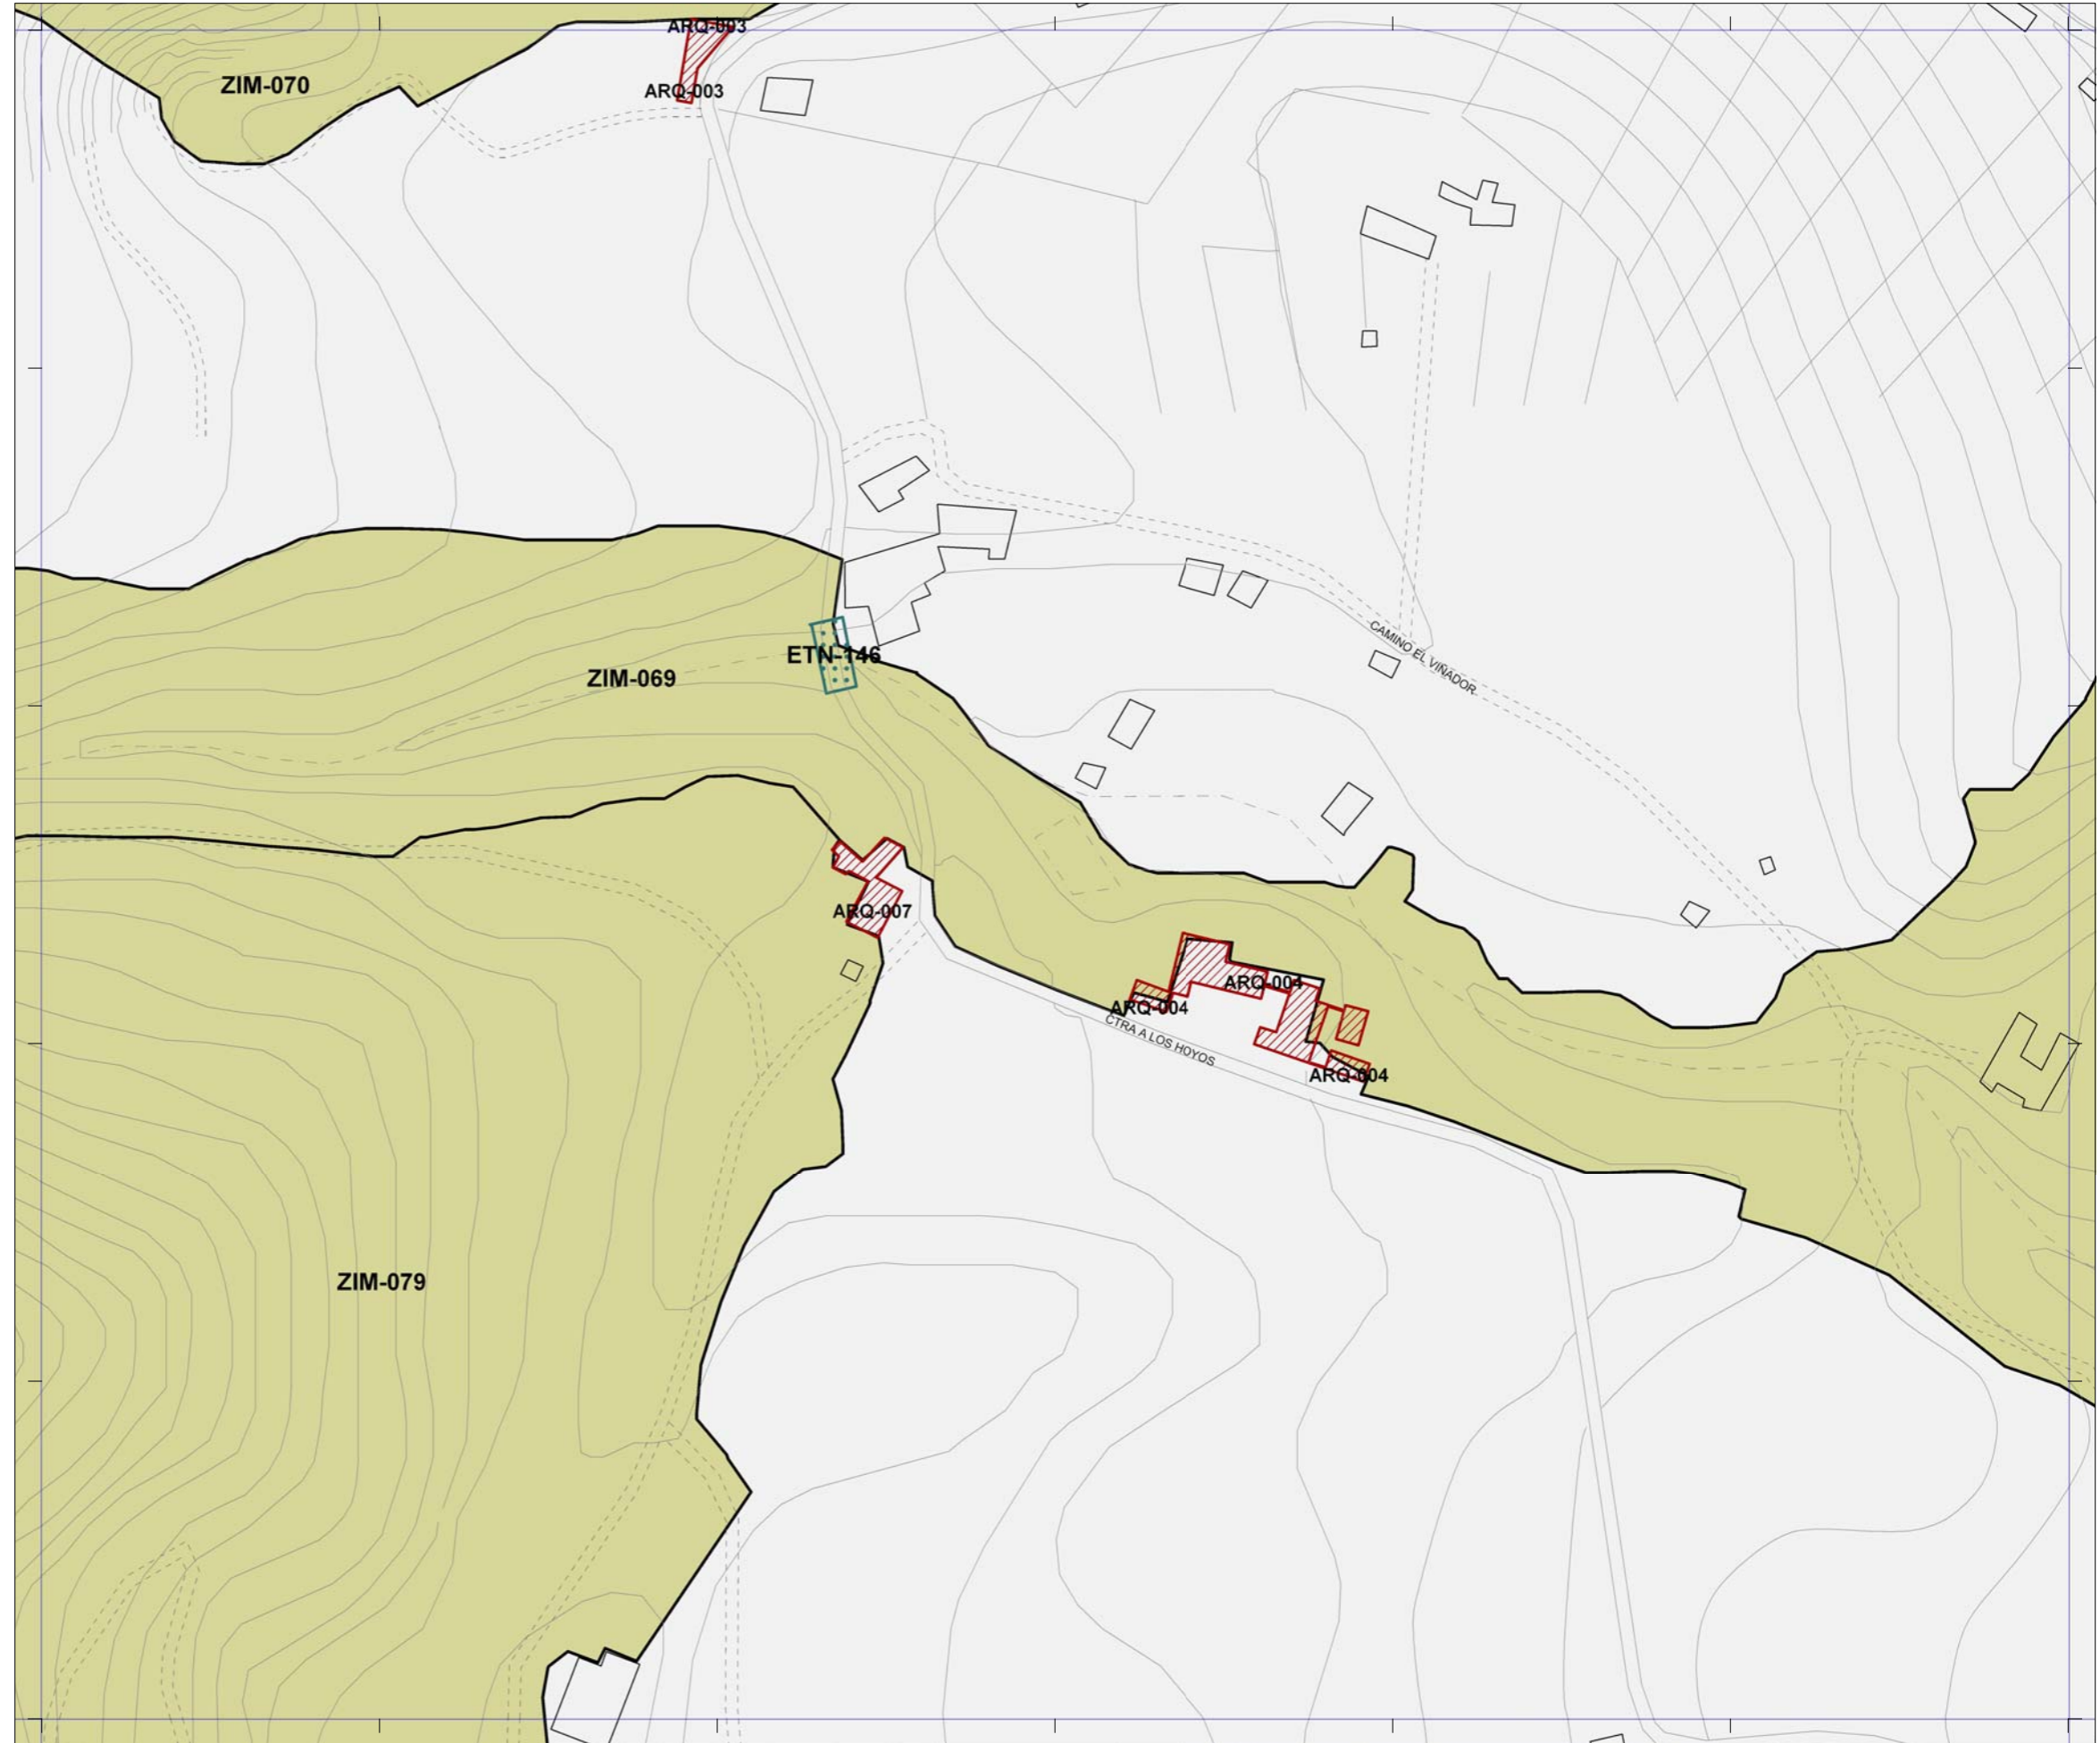 ARQ-003
ZIM-070
ARQ-003
CAMINO EL VIÑADOR
ETN-146
ZIM-069
ARQ-007
ARQ-004
ARQ-004
CTRA A LOS HOYOS
ARQ-004
ZIM-079